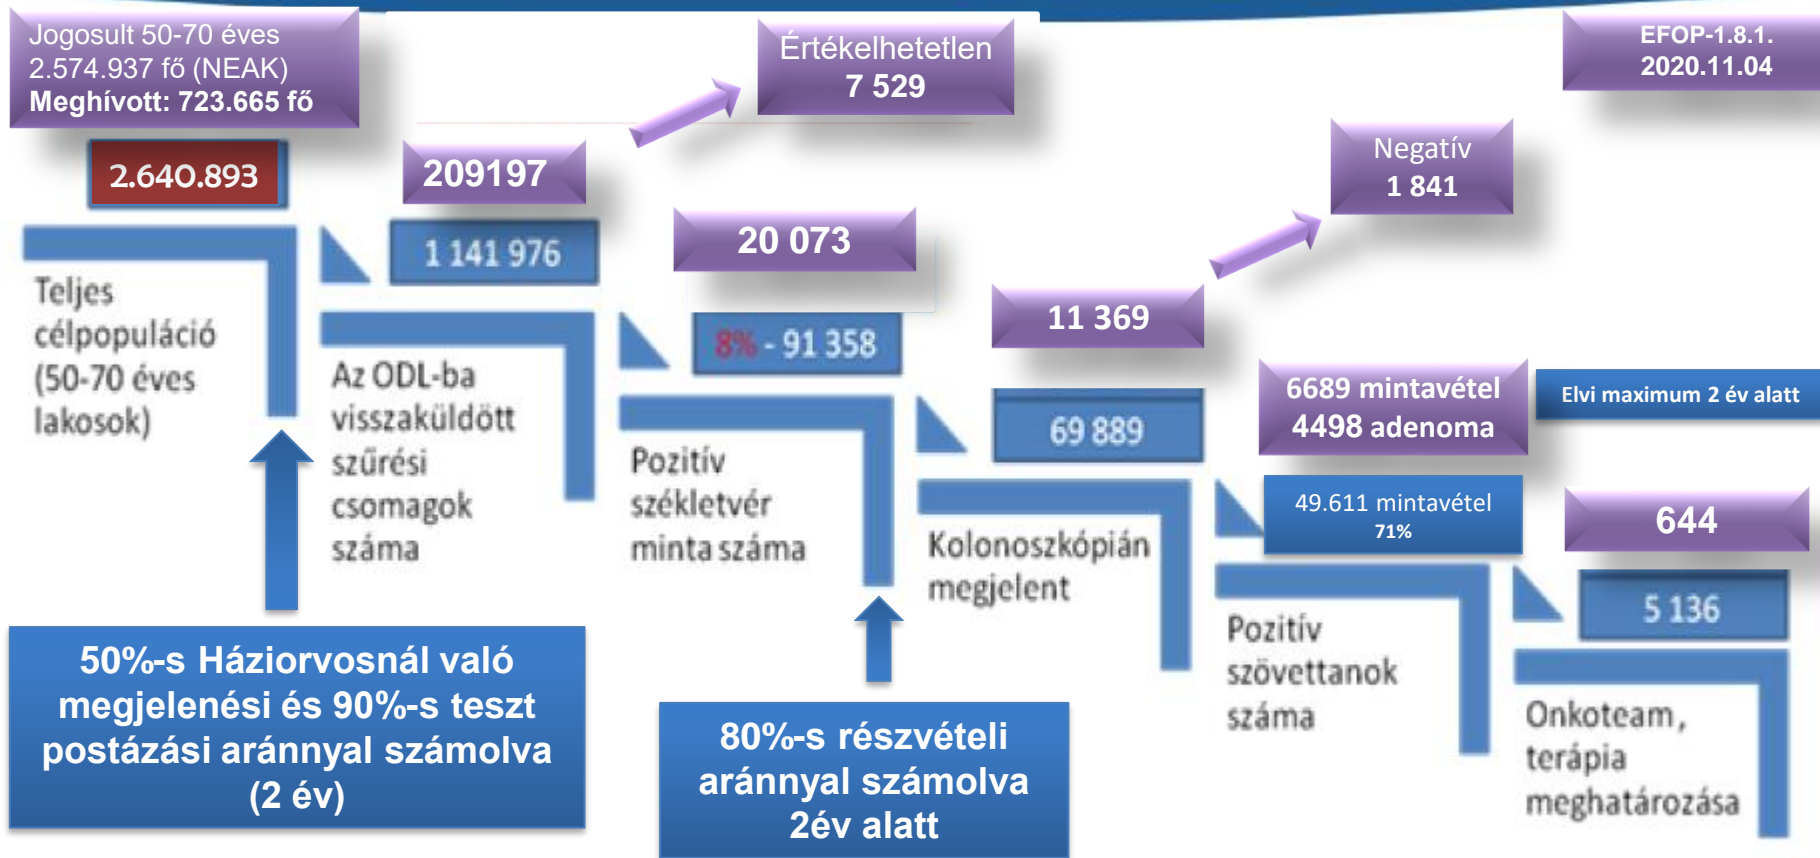 Jogosult 50-70 éves
2.574.937 fő (NEAK)
Meghívott: 723.665 fő
2.640.893
Teljes
célpopuláció
(50-70 éves
lakosok)
50%-s Háziorvosnál való
megjelenési és 90%-s teszt
postázási aránnyal számolva
(2 év)
209197
1 141 976
Az ODL-ba
visszaküldött
szűrési
csomagok
száma
Értékelhetetlen
7 529
20 073
8% - 91 358
Pozitív
székletvér
minta száma
80%-s részvételi
aránnyal számolva
2év alatt
11 369
69 889
Kolonoszkópián
megjelent
Negatív
1 841
6689 mintavétel
4498 adenoma
49.611 mintavétel
71%
Pozitív
szövettanok
száma
EFOP-1.8.1.
2020.11.04
Elvi maximum 2 év alatt
644
5 136
Onkoteam,
terápia
meghatározása